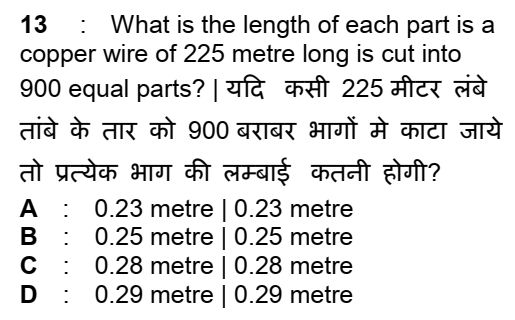 13 : What is the length of each part is a
copper wire of 225 metre long is cut into
900 equal parts? | यदि कसी 225 मीटर लंबे
तांबे के तार को 900 बराबर भागों मे काटा जाये
तो प्रत्येक भाग की लम्बाई कतनी होगी?
A : 0.23 metre | 0.23 metre
B : 0.25 metre | 0.25 metre
C : 0.28 metre | 0.28 metre
D : 0.29 metre | 0.29 metre